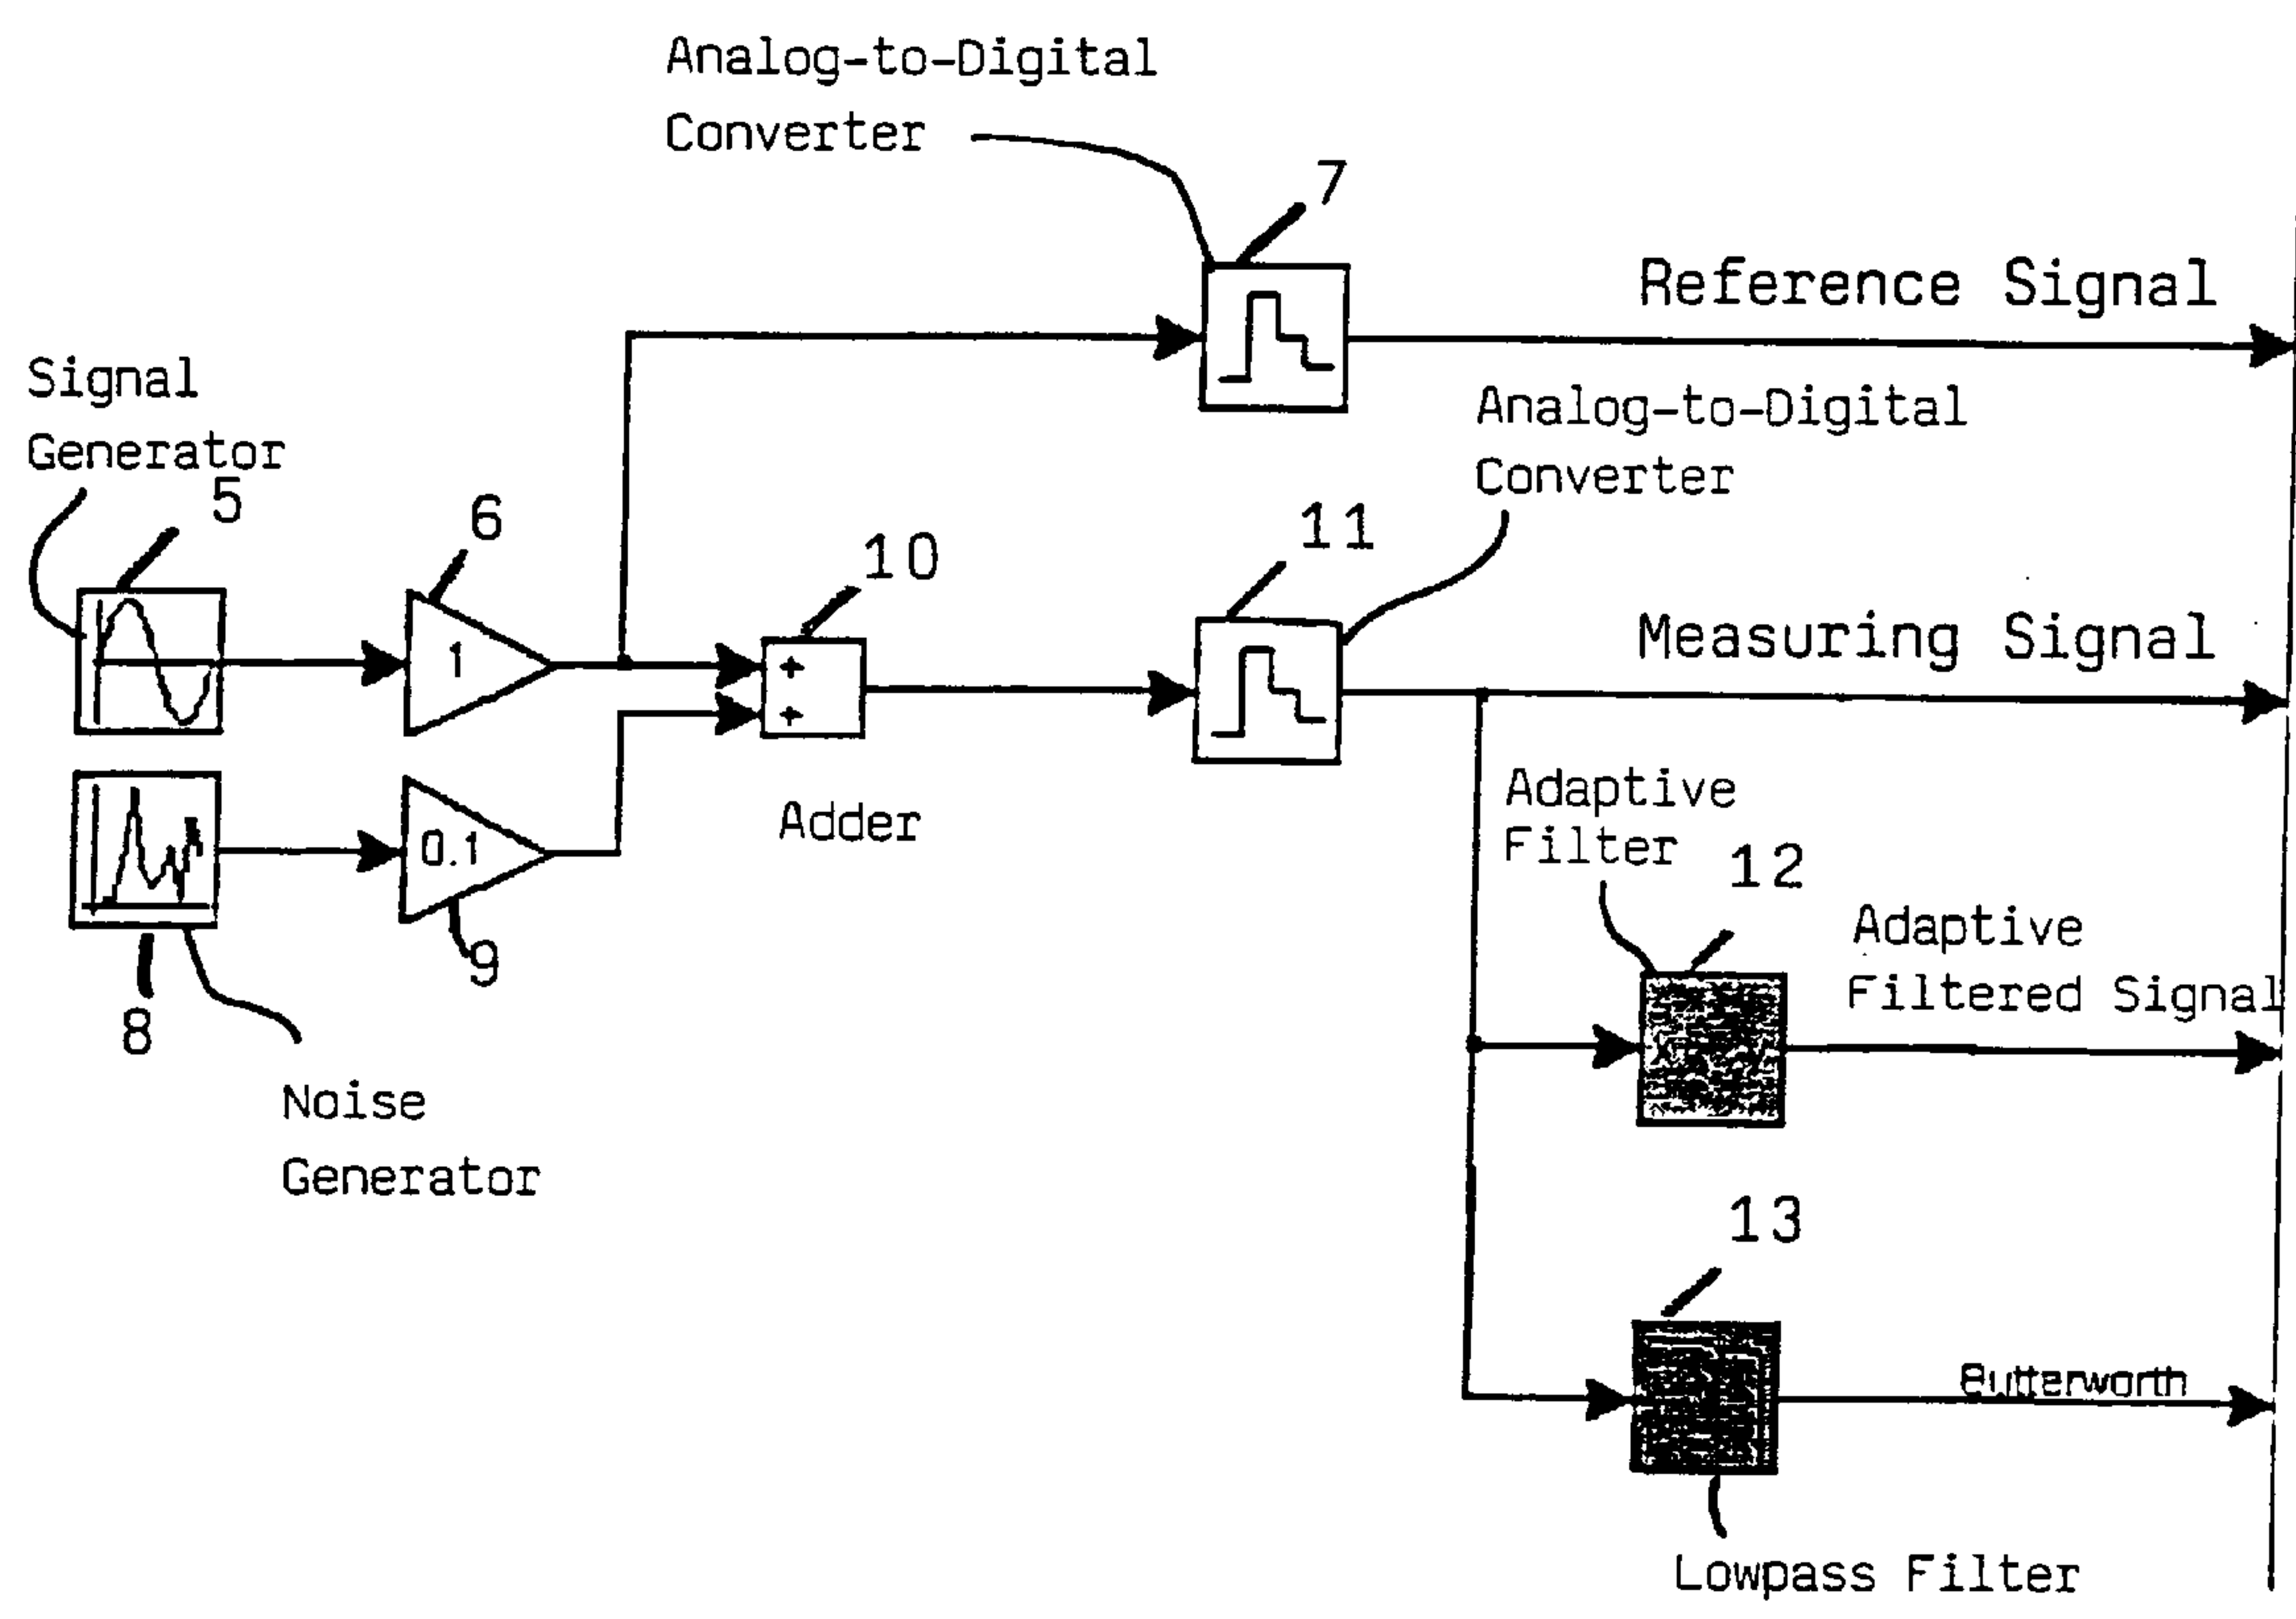 Analog-to-Digital
Converter
7
Reference Signal
Signal
Generator
5
6
10
11
Analog-to-Digital
Converter
1
+
+
Measuring Signal
0.1
Adder
Adaptive
Filter
12
Adaptive
Filtered Signal
8
9
Noise
Generator
13
Butterworth
Lowpass Filter